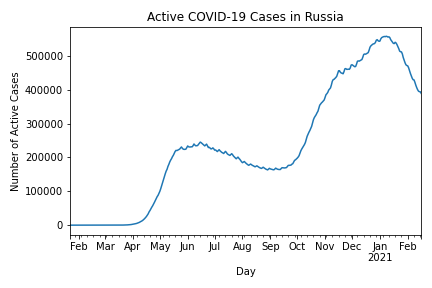 Active COVID-19 Cases in Russia
Number of Active Cases
500000
400000
300000
200000
100000
0
Feb Mar Apr May Jun Jul Aug Sep Oct Nov Dec Jan Feb
2021
Day